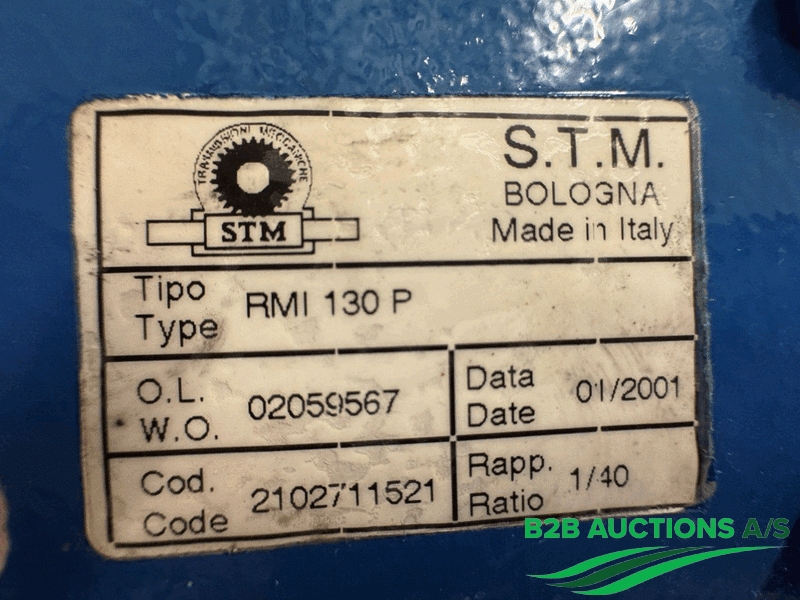 TRASMISSIONI MECCANICHE
STM
S.T.M.
BOLOGNA
Made in Italy
Tipo
Type
RMI 130 P
O.L.
W.O.
02059567
Data
Date
01/2001
Cod.
Code
2102711521
Rapp.
Ratio
1/40
B2B AUCTIONS A/S